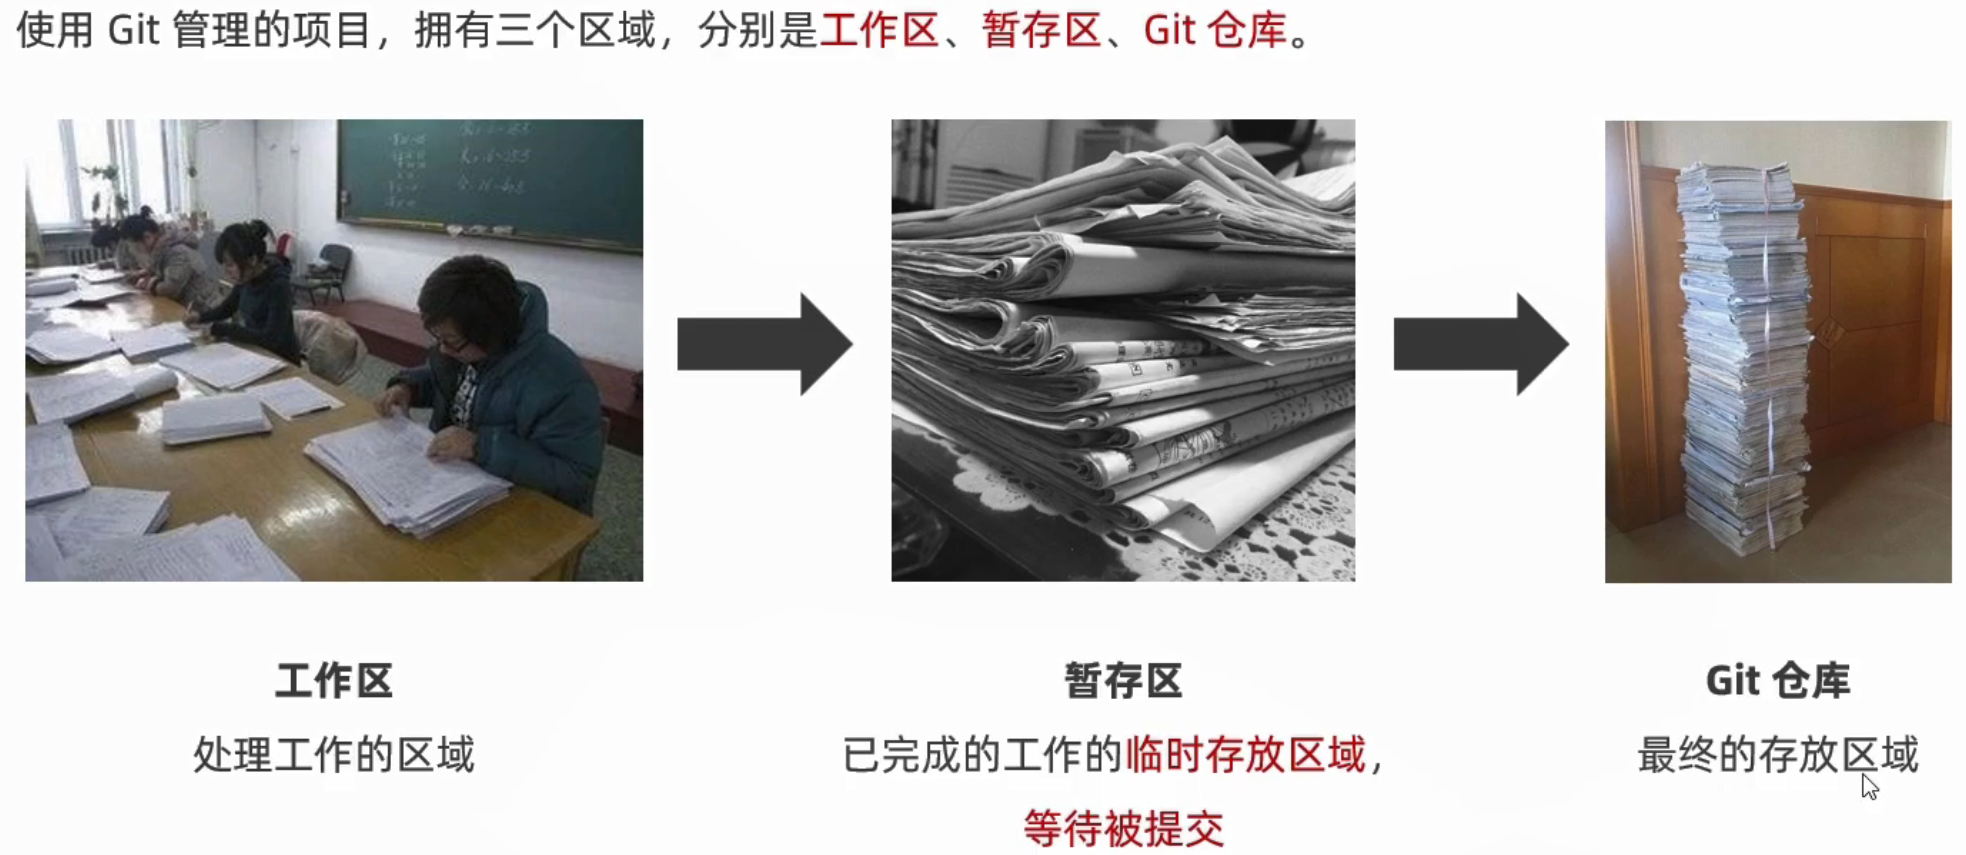 使用 Git 管理的项目，拥有三个区域，分别是工作区、暂存区、Git 仓库。
工作区
处理工作的区域
暂存区
已完成的工作的临时存放区域，
等待被提交
Git 仓库
最终的存放区域